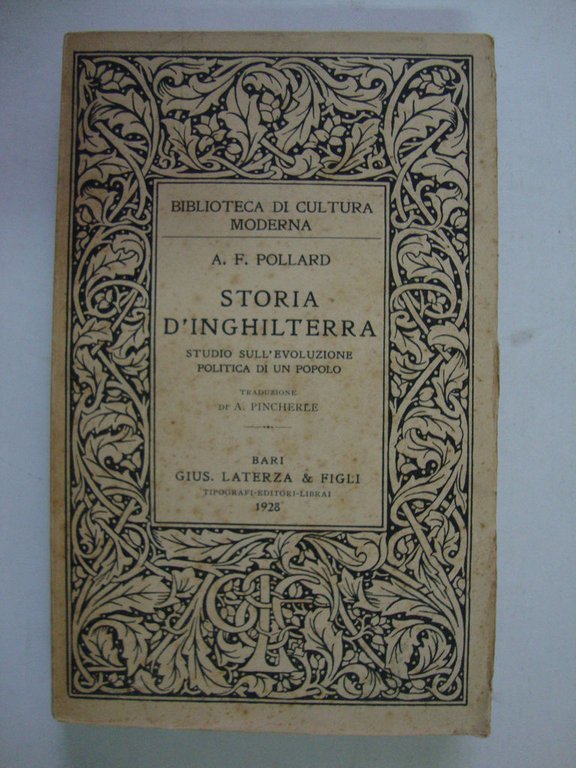 BIBLIOTECA DI CULTURA
MODERNA
A. F. POLLARD
STORIA
D'INGHILTERRA
STUDIO SULL'EVOLUZIONE
POLITICA DI UN POPOLO
TRADUZIONE
DI A. PINCHERLE
BARI
GIUS. LATERZA & FIGLI
TIPOGRAFI-EDITORI-LIBRAI
1928